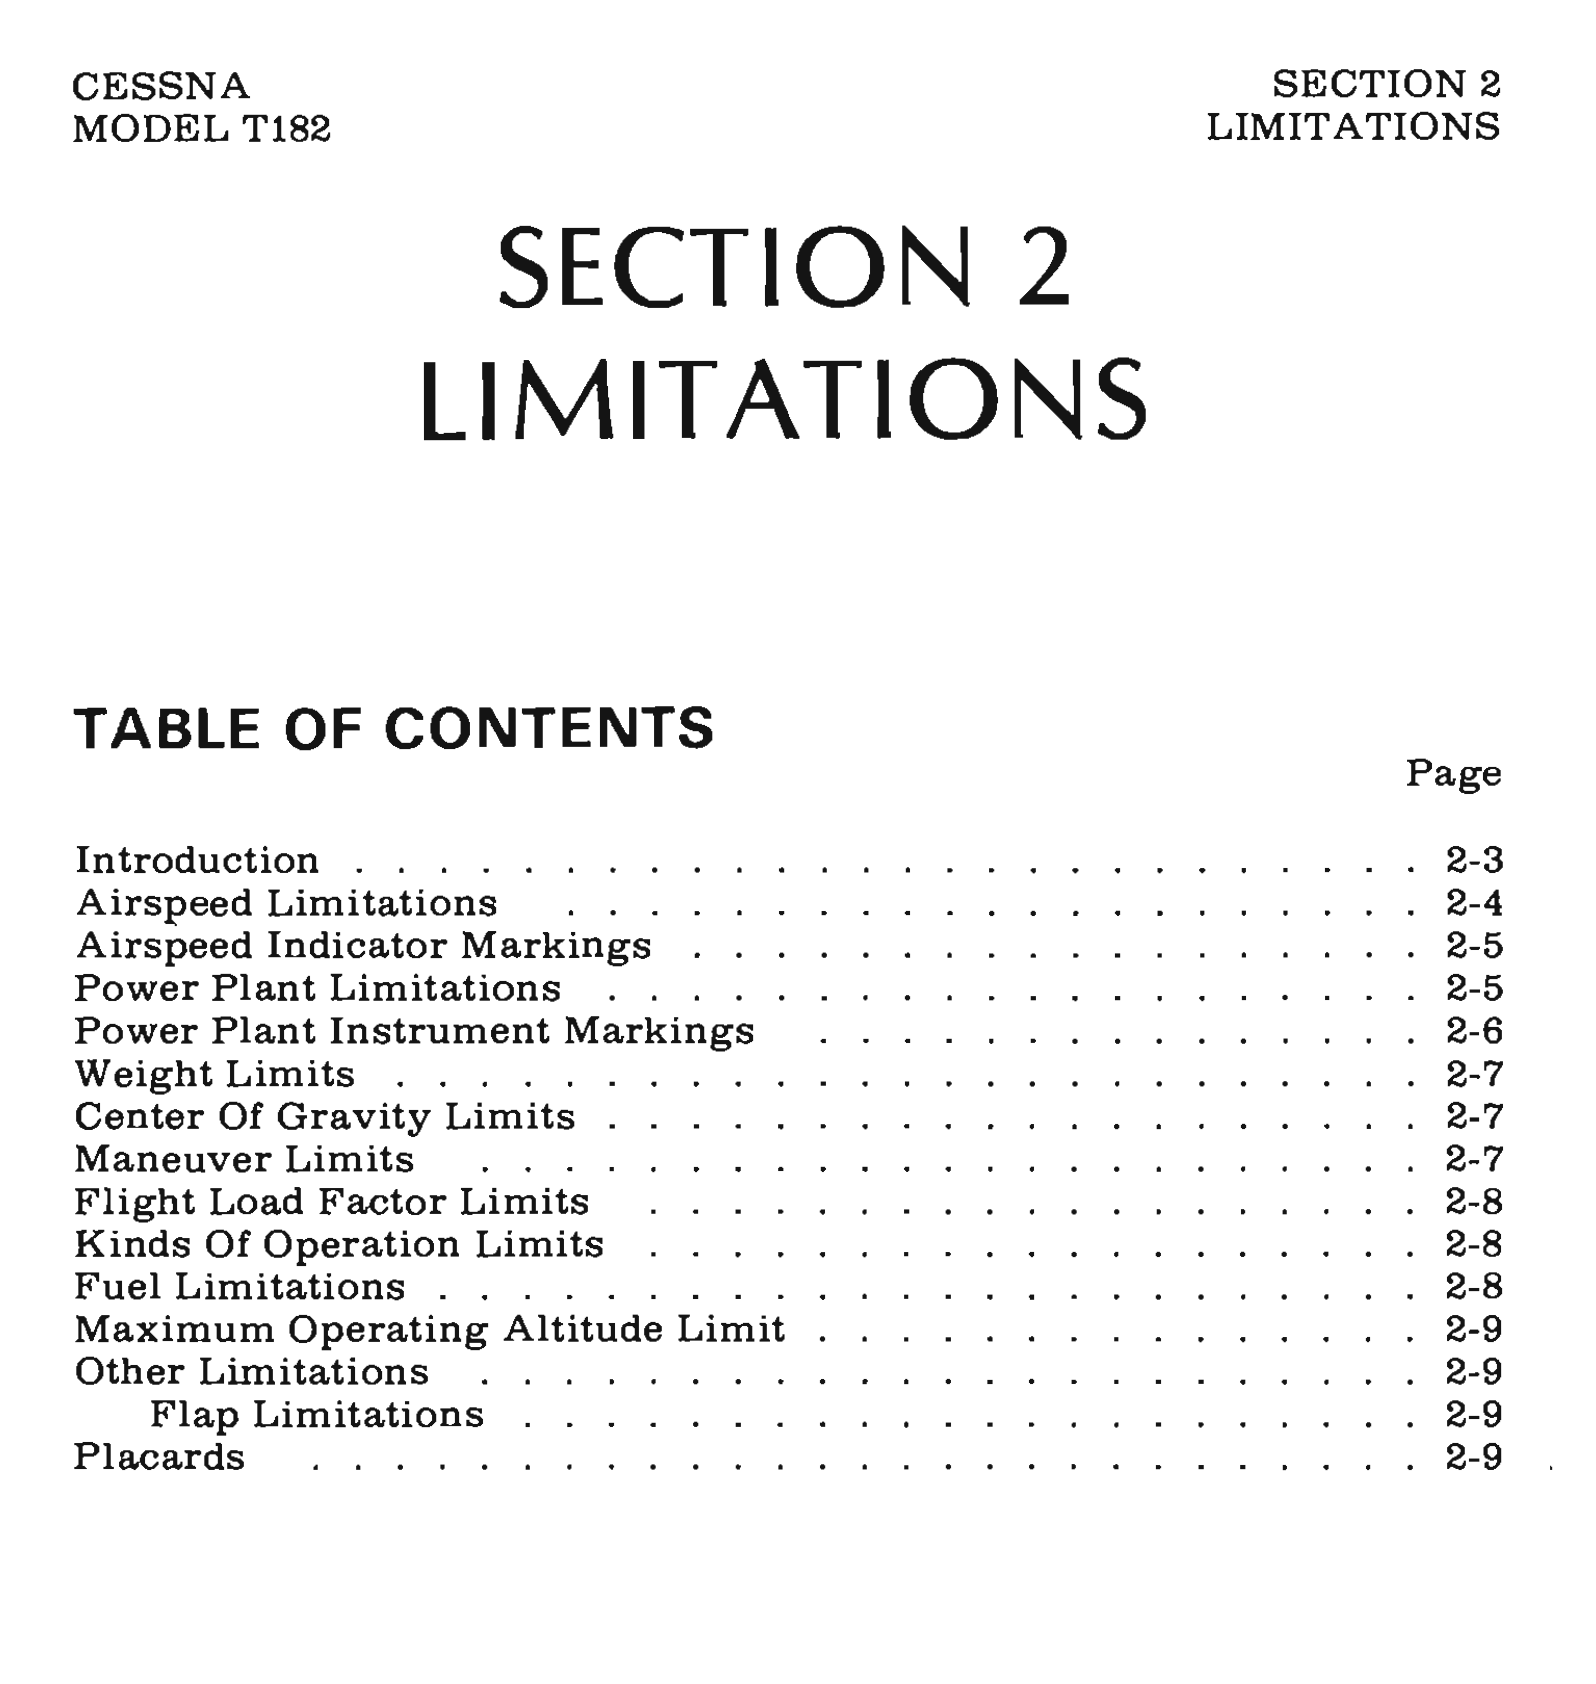 CESSNA
MODEL T182
SECTION 2
LIMITATIONS
SECTION 2
LIMITATIONS
TABLE OF CONTENTS
Page
Introduction . . . . . . . . . . . . . . . . . . . . . . . . . . 2-3
Airspeed Limitations . . . . . . . . . . . . . . . . . . . . . 2-4
Airspeed Indicator Markings . . . . . . . . . . . . . . . . . . 2-5
Power Plant Limitations . . . . . . . . . . . . . . . . . . . . 2-5
Power Plant Instrument Markings . . . . . . . . . . . . . . . 2-6
Weight Limits . . . . . . . . . . . . . . . . . . . . . . . . . 2-7
Center Of Gravity Limits . . . . . . . . . . . . . . . . . . . . 2-7
Maneuver Limits . . . . . . . . . . . . . . . . . . . . . . . 2-7
Flight Load Factor Limits . . . . . . . . . . . . . . . . . . . 2-8
Kinds Of Operation Limits . . . . . . . . . . . . . . . . . . . 2-8
Fuel Limitations . . . . . . . . . . . . . . . . . . . . . . . . 2-8
Maximum Operating Altitude Limit . . . . . . . . . . . . . . . 2-9
Other Limitations . . . . . . . . . . . . . . . . . . . . . . . 2-9
Flap Limitations . . . . . . . . . . . . . . . . . . . . . . 2-9
Placards . . . . . . . . . . . . . . . . . . . . . . . . . . . 2-9